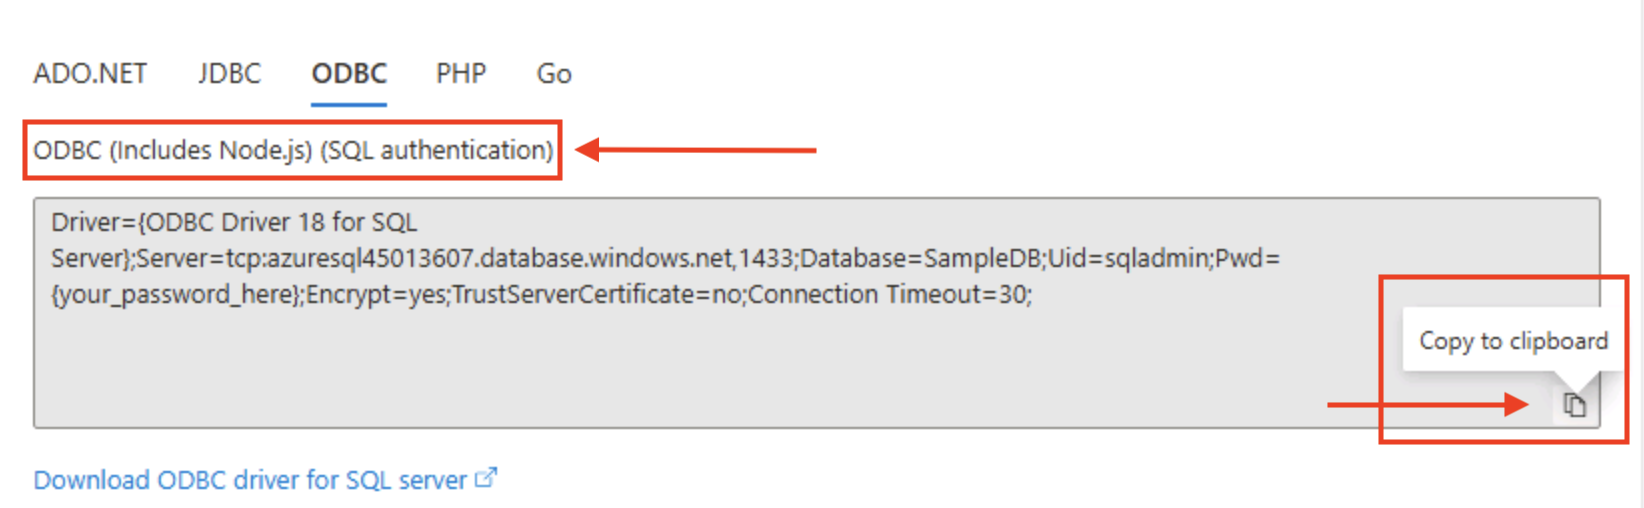 ADO.NET JDBC ODBC PHP Go
ODBC (Includes Node.js) (SQL authentication)
Driver={ODBC Driver 18 for SQL
Server};Server=tcp:azuresql45013607.database.windows.net,1433;Database=SampleDB;Uid=sqladmin;Pwd=
{your_password_here};Encrypt=yes;TrustServerCertificate=no;Connection Timeout=30;
Copy to clipboard
Download ODBC driver for SQL server